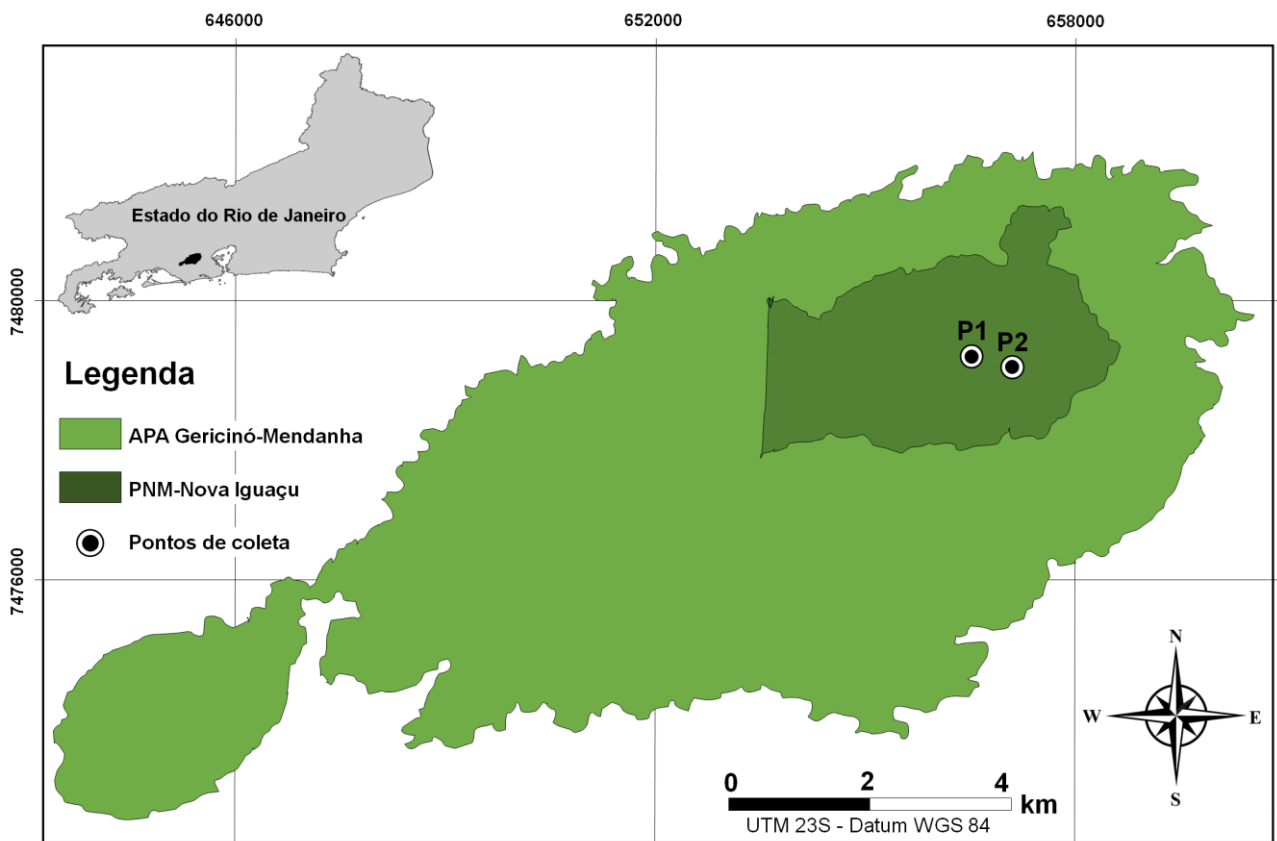 646000
652000
658000
7480000
7476000
Estado do Rio de Janeiro
P1
P2
Legenda
APA Gericinó-Mendanha
PNM-Nova Iguaçu
Pontos de coleta
N
W
E
S
0
2
4
km
UTM 23S - Datum WGS 84